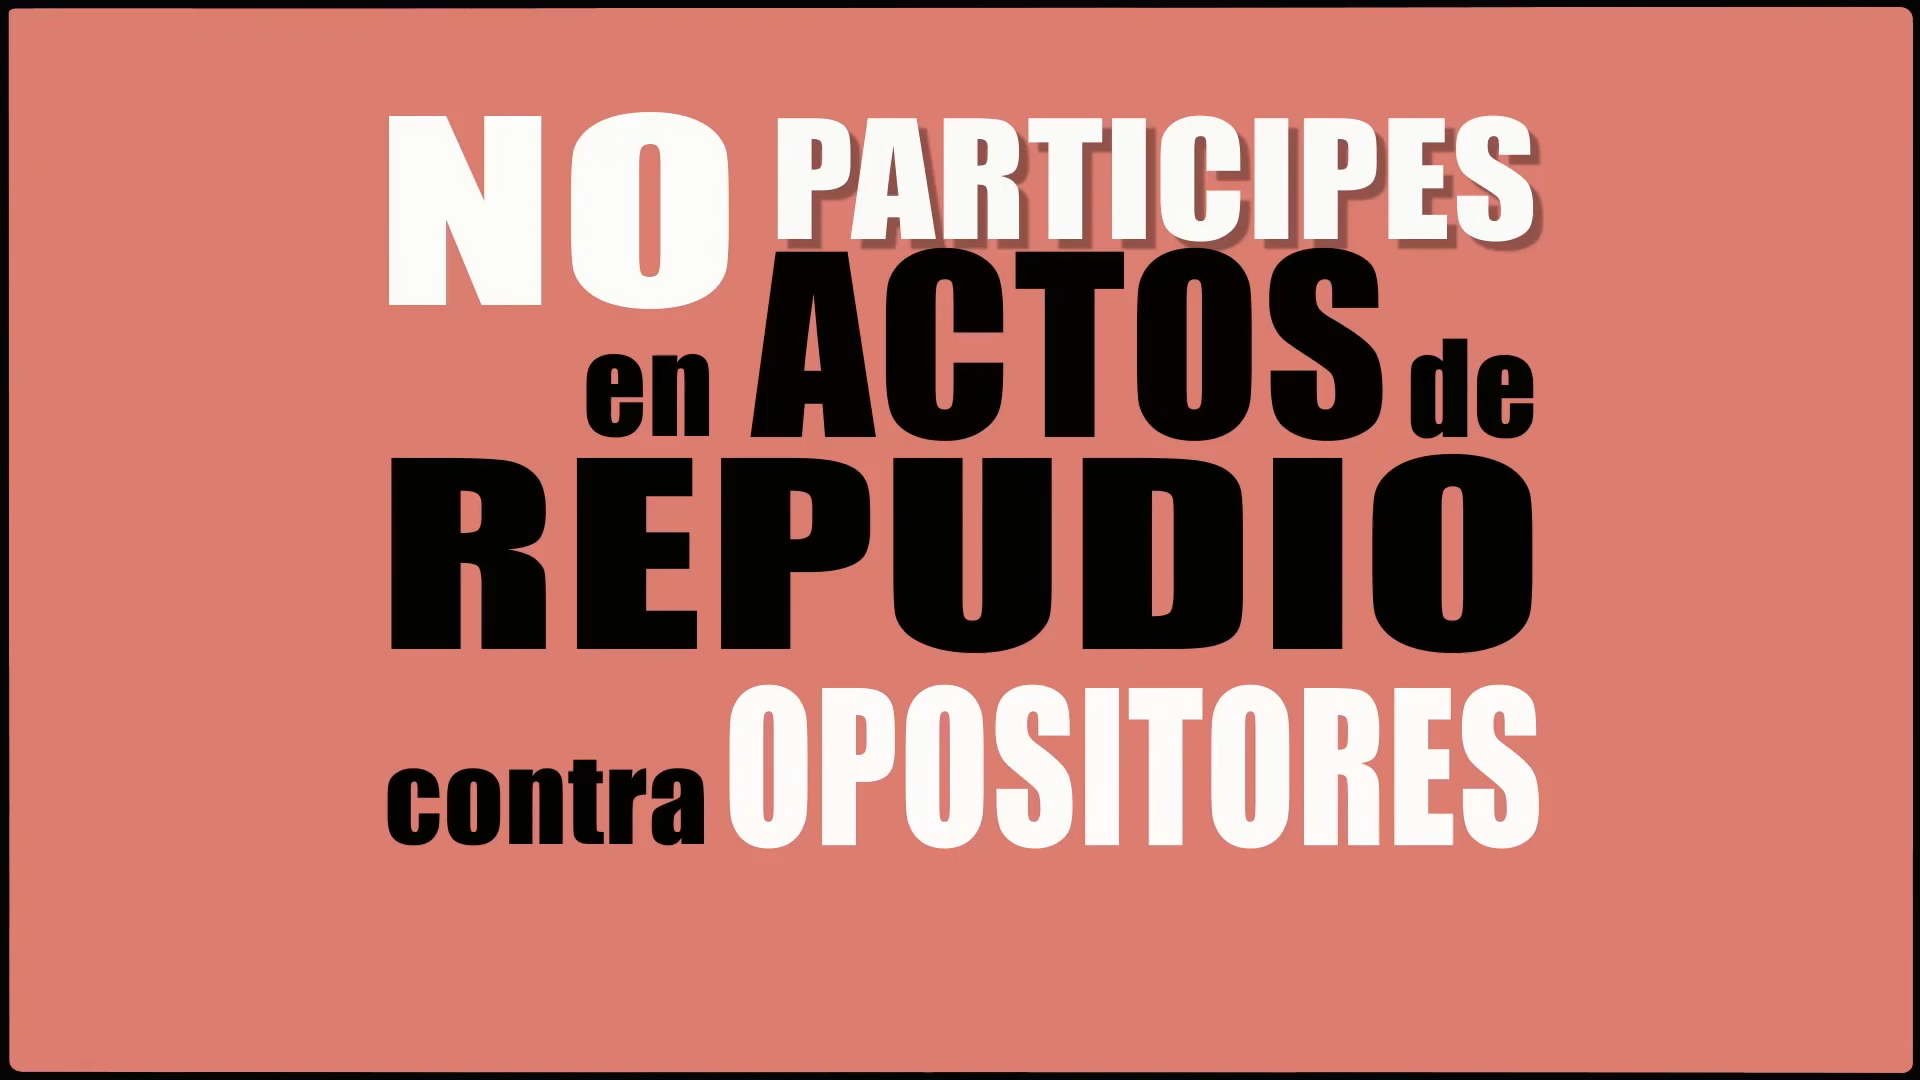 NO PARTICIPES
en ACTOS de
REPUDIO
contra OPOSITORES